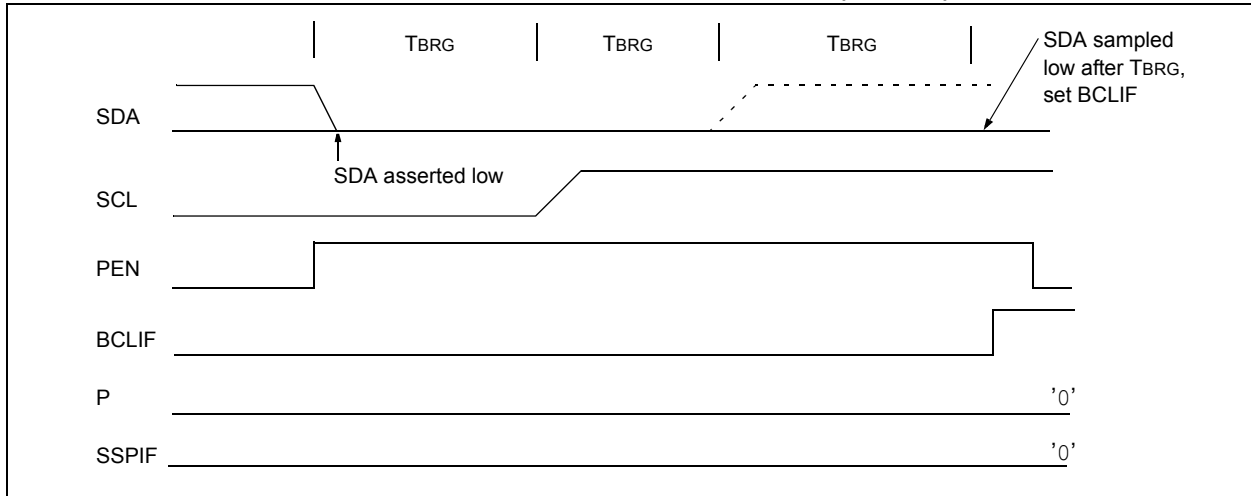 TBRG TBRG TBRG
SDA sampled
low after TBRG,
set BCLIF
SDA
SDA asserted low
SCL
PEN
BCLIF
P '0'
SSPIF '0'